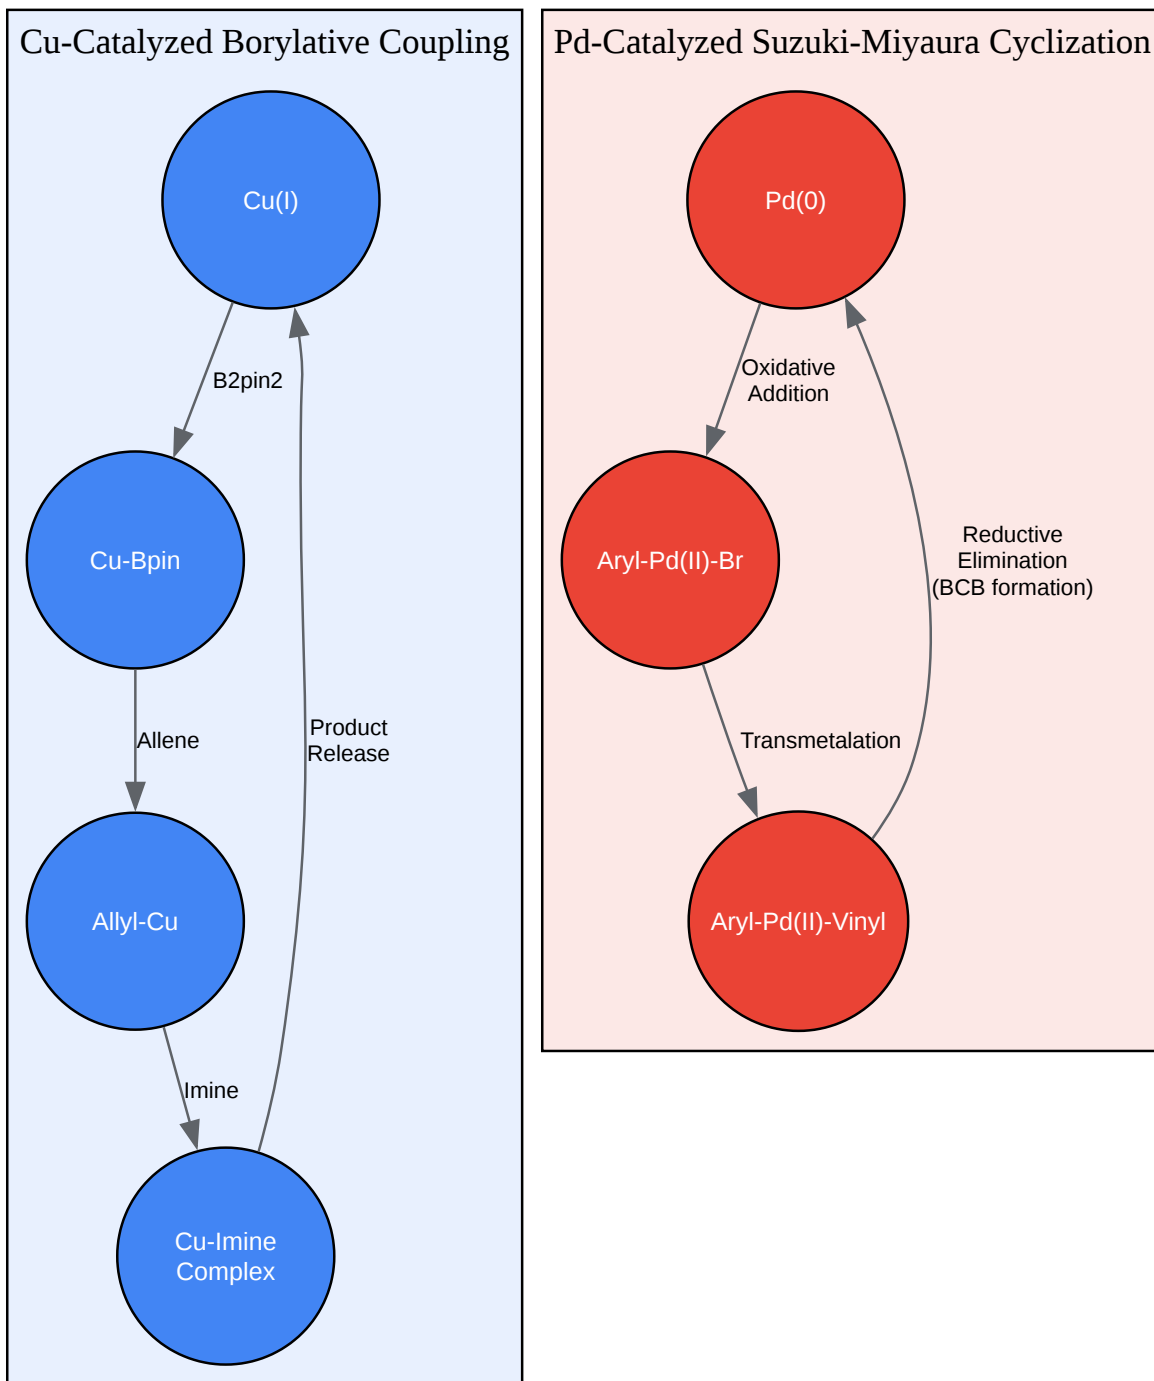 Cu-Catalyzed Borylative Coupling
Cu(I)
B2pin2
Cu-Bpin
Allene
Allyl-Cu
Product
Release
Imine
Cu-Imine
Complex
Pd-Catalyzed Suzuki-Miyaura Cyclization
Pd(0)
Oxidative
Addition
Aryl-Pd(II)-Br
Reductive
Elimination
(BCB formation)
Transmetalation
Aryl-Pd(II)-Vinyl